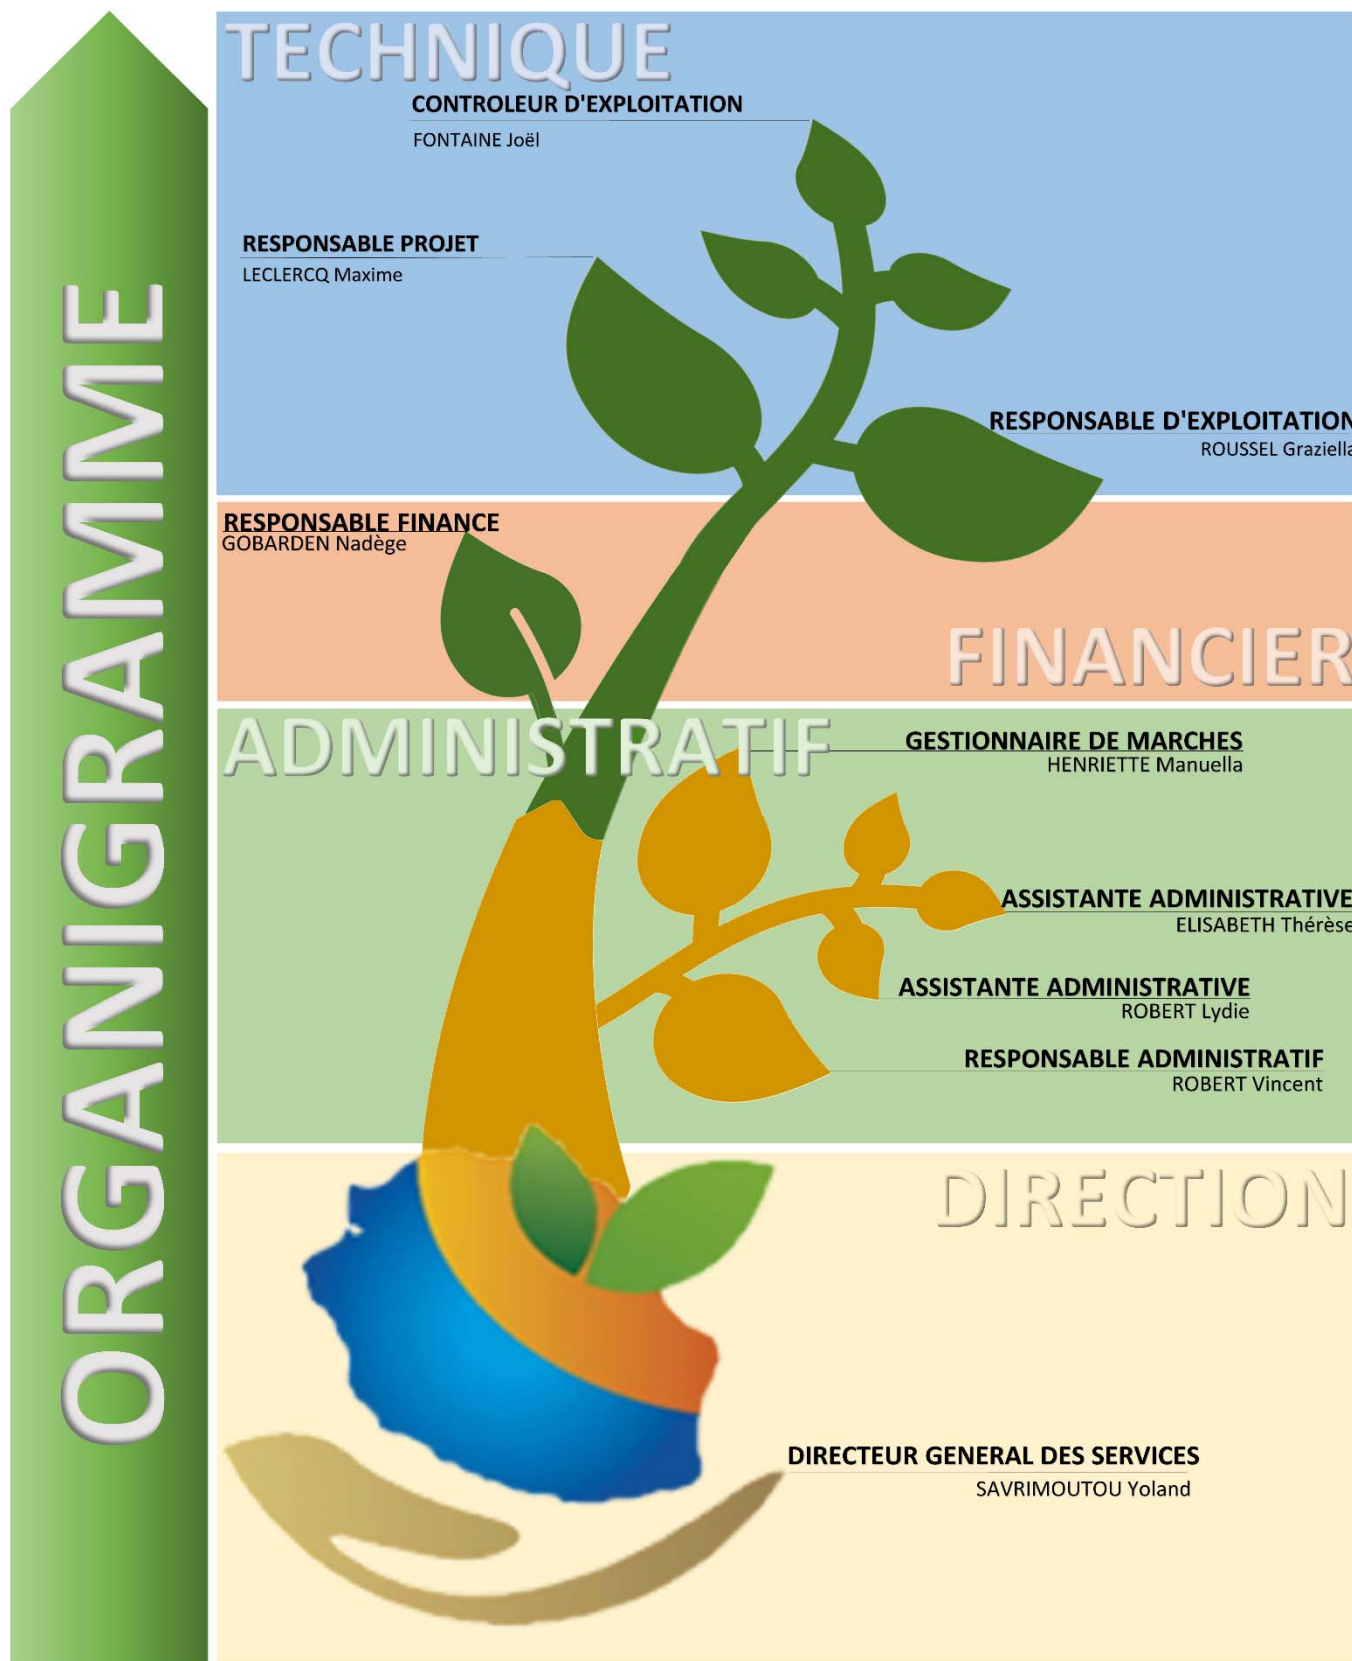 ORGANIGRAMME
TECHNIQUE
CONTROLEUR D'EXPLOITATION
FONTAINE Joël
RESPONSABLE PROJET
LECLERCQ Maxime
RESPONSABLE D'EXPLOITATION
ROUSSEL Graziella
RESPONSABLE FINANCE
GOBARDEN Nadège
FINANCIER
ADMINISTRATIF
GESTIONNAIRE DE MARCHES
HENRIETTE Manuella
ASSISTANTE ADMINISTRATIVE
ELISABETH Thérèse
ASSISTANTE ADMINISTRATIVE
ROBERT Lydie
RESPONSABLE ADMINISTRATIF
ROBERT Vincent
DIRECTION
DIRECTEUR GENERAL DES SERVICES
SAVRIMOUTOU Yoland